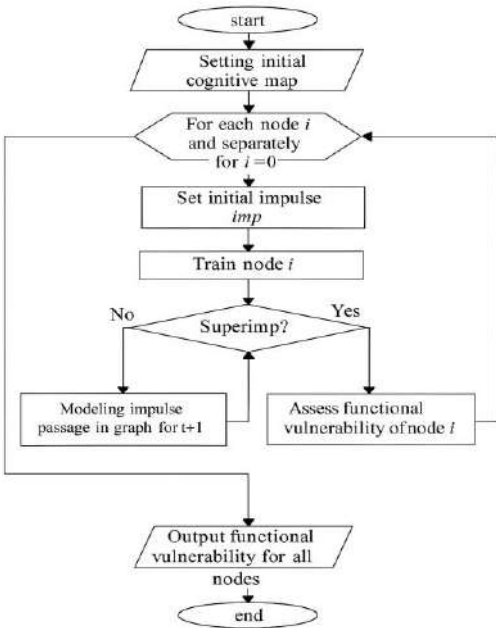 start
Setting initial
cognitive map
For each node i
and separately
for i=0
Set initial impulse
imp
Train node i
No
Superimp?
Yes
Modeling impulse
passage in graph for t+1
Assess functional
vulnerability of node i
Output functional
vulnerability for all
nodes
end